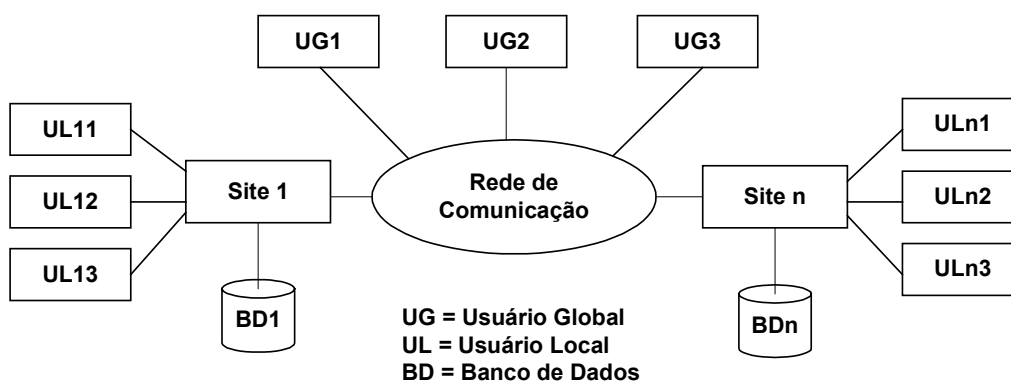 UG1
UG2
UG3
UL11
UL12
UL13
Site 1
BD1
Rede de
Comunicação
Site n
BDn
ULn1
ULn2
ULn3
UG = Usuário Global
UL = Usuário Local
BD = Banco de Dados